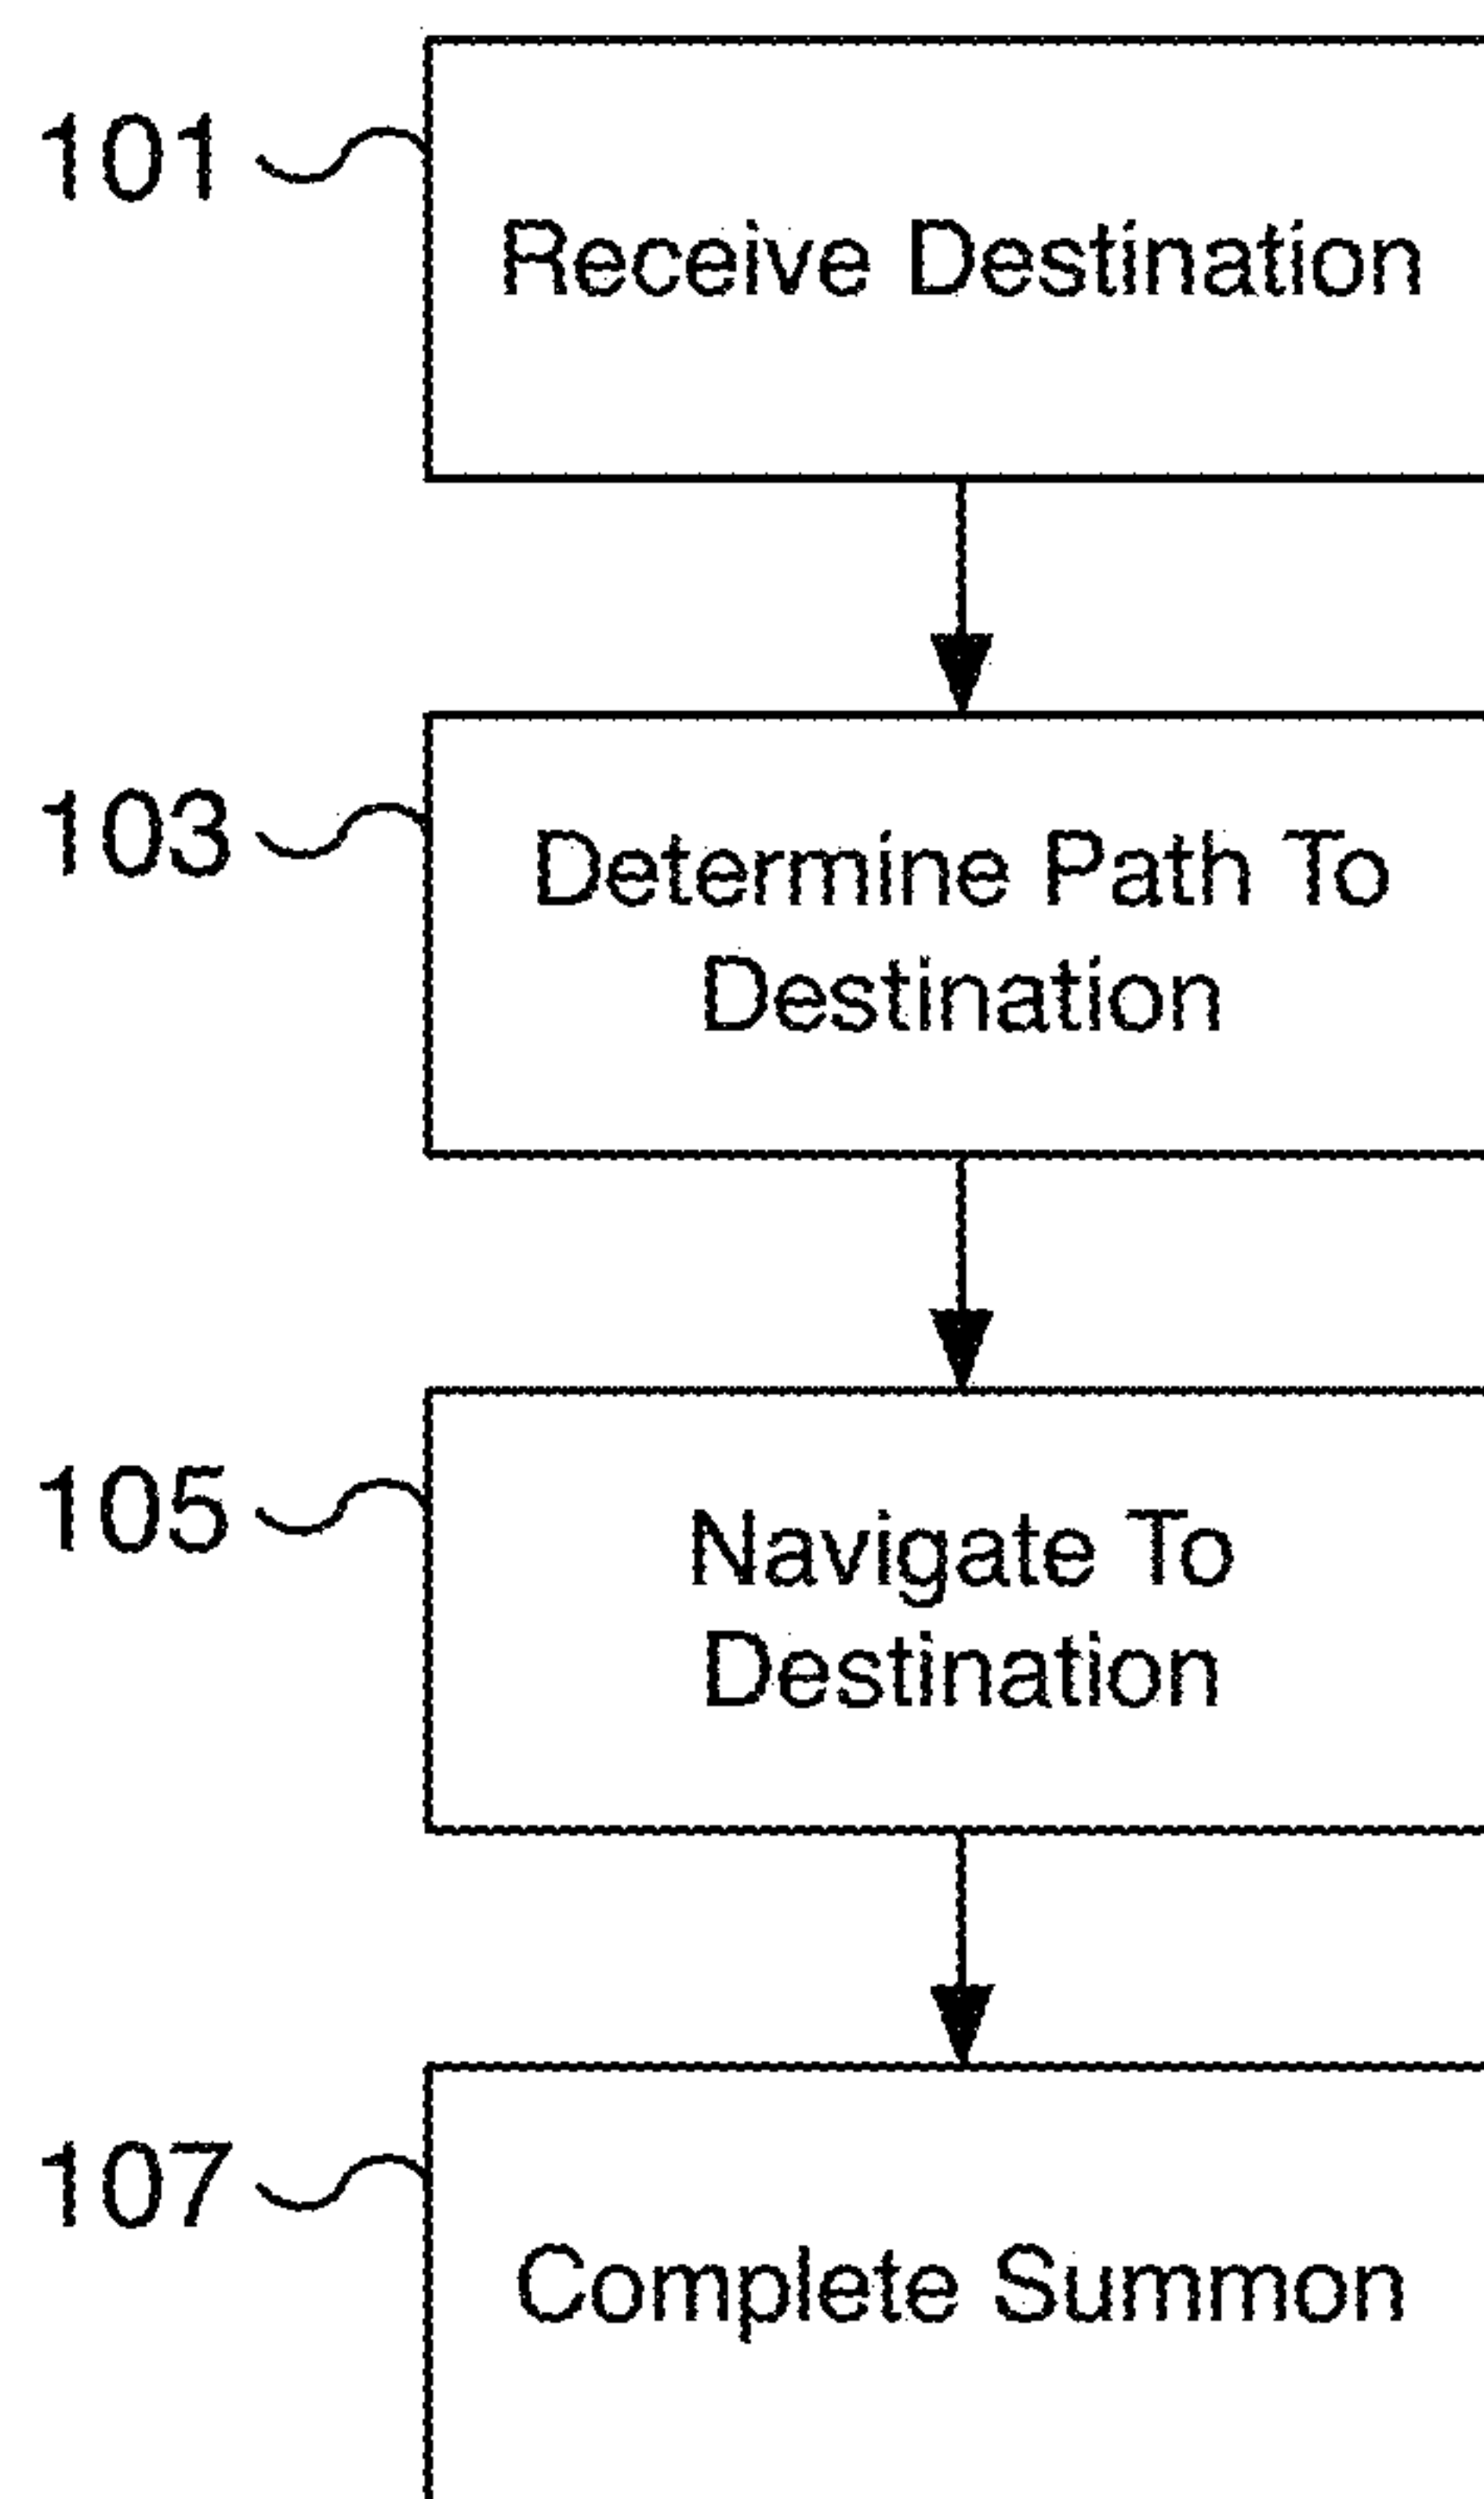 101
Receive Destination
103
Determine Path To
Destination
105
Navigate To
Destination
107
Complete Summon